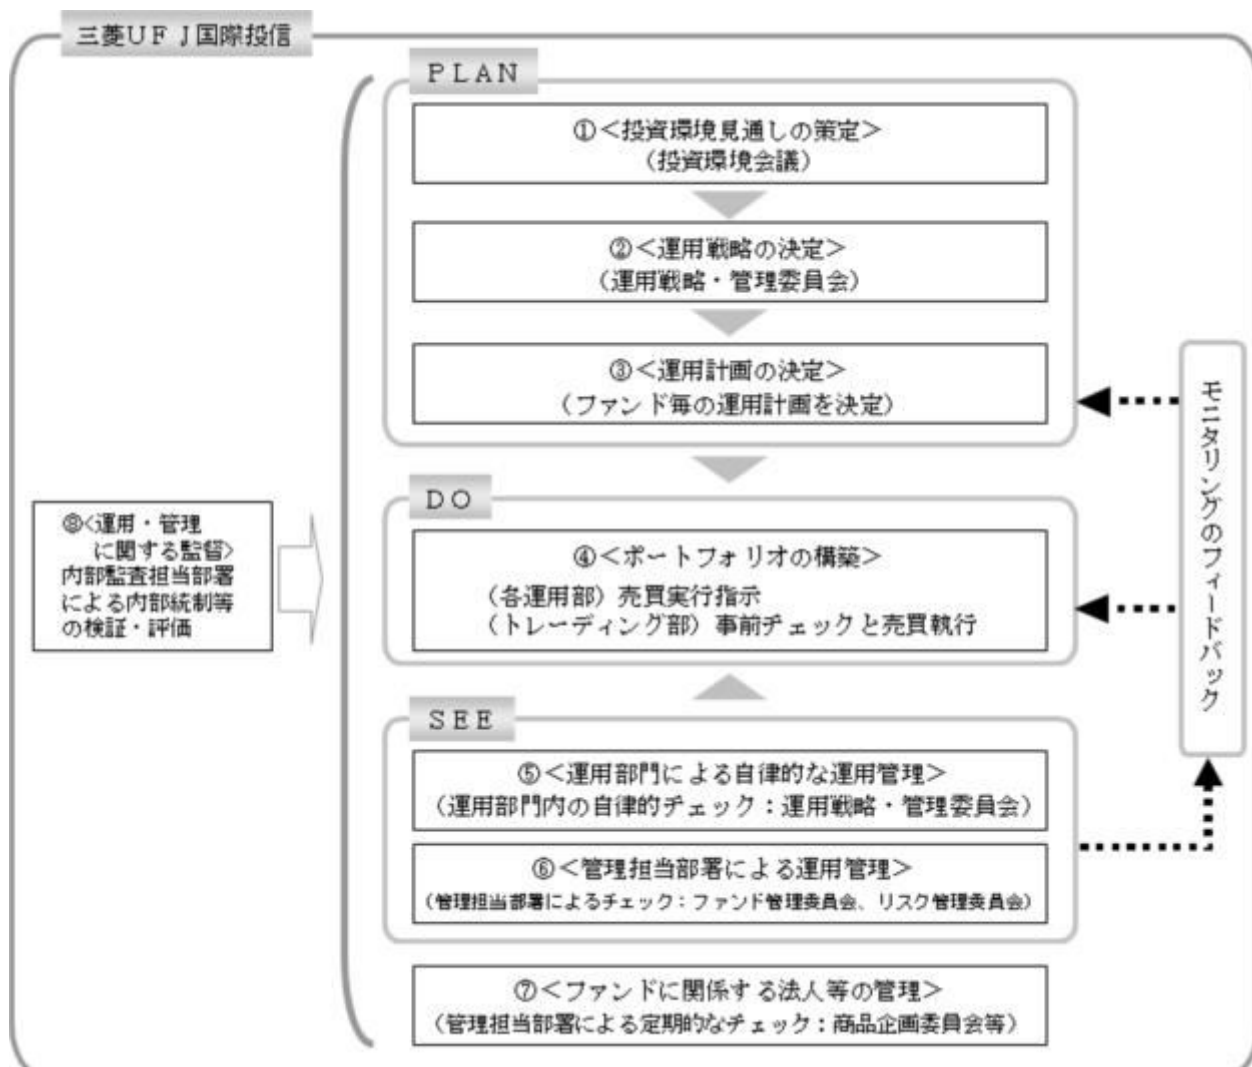 三菱UFJ国際投信
PLAN
①＜投資環境見通しの策定＞
（投資環境会議）
②＜運用戦略の決定＞
（運用戦略・管理委員会）
③＜運用計画の決定＞
（ファンド毎の運用計画を決定）
DO
④＜ポートフォリオの構築＞
（各運用部）売買実行指示
（トレーディング部）事前チェックと売買執行
SEE
⑤＜運用部門による自律的な運用管理＞
（運用部門内の自律的チェック：運用戦略・管理委員会）
⑥＜管理担当部署による運用管理＞
（管理担当部署によるチェック：ファンド管理委員会、リスク管理委員会）
⑦＜ファンドに関係する法人等の管理＞
（管理担当部署による定期的なチェック：商品企画委員会等）
⑧＜運用・管理
に関する監督＞
内部監査担当部署
による内部統制等
の検証・評価
モニタリングのフィードバック